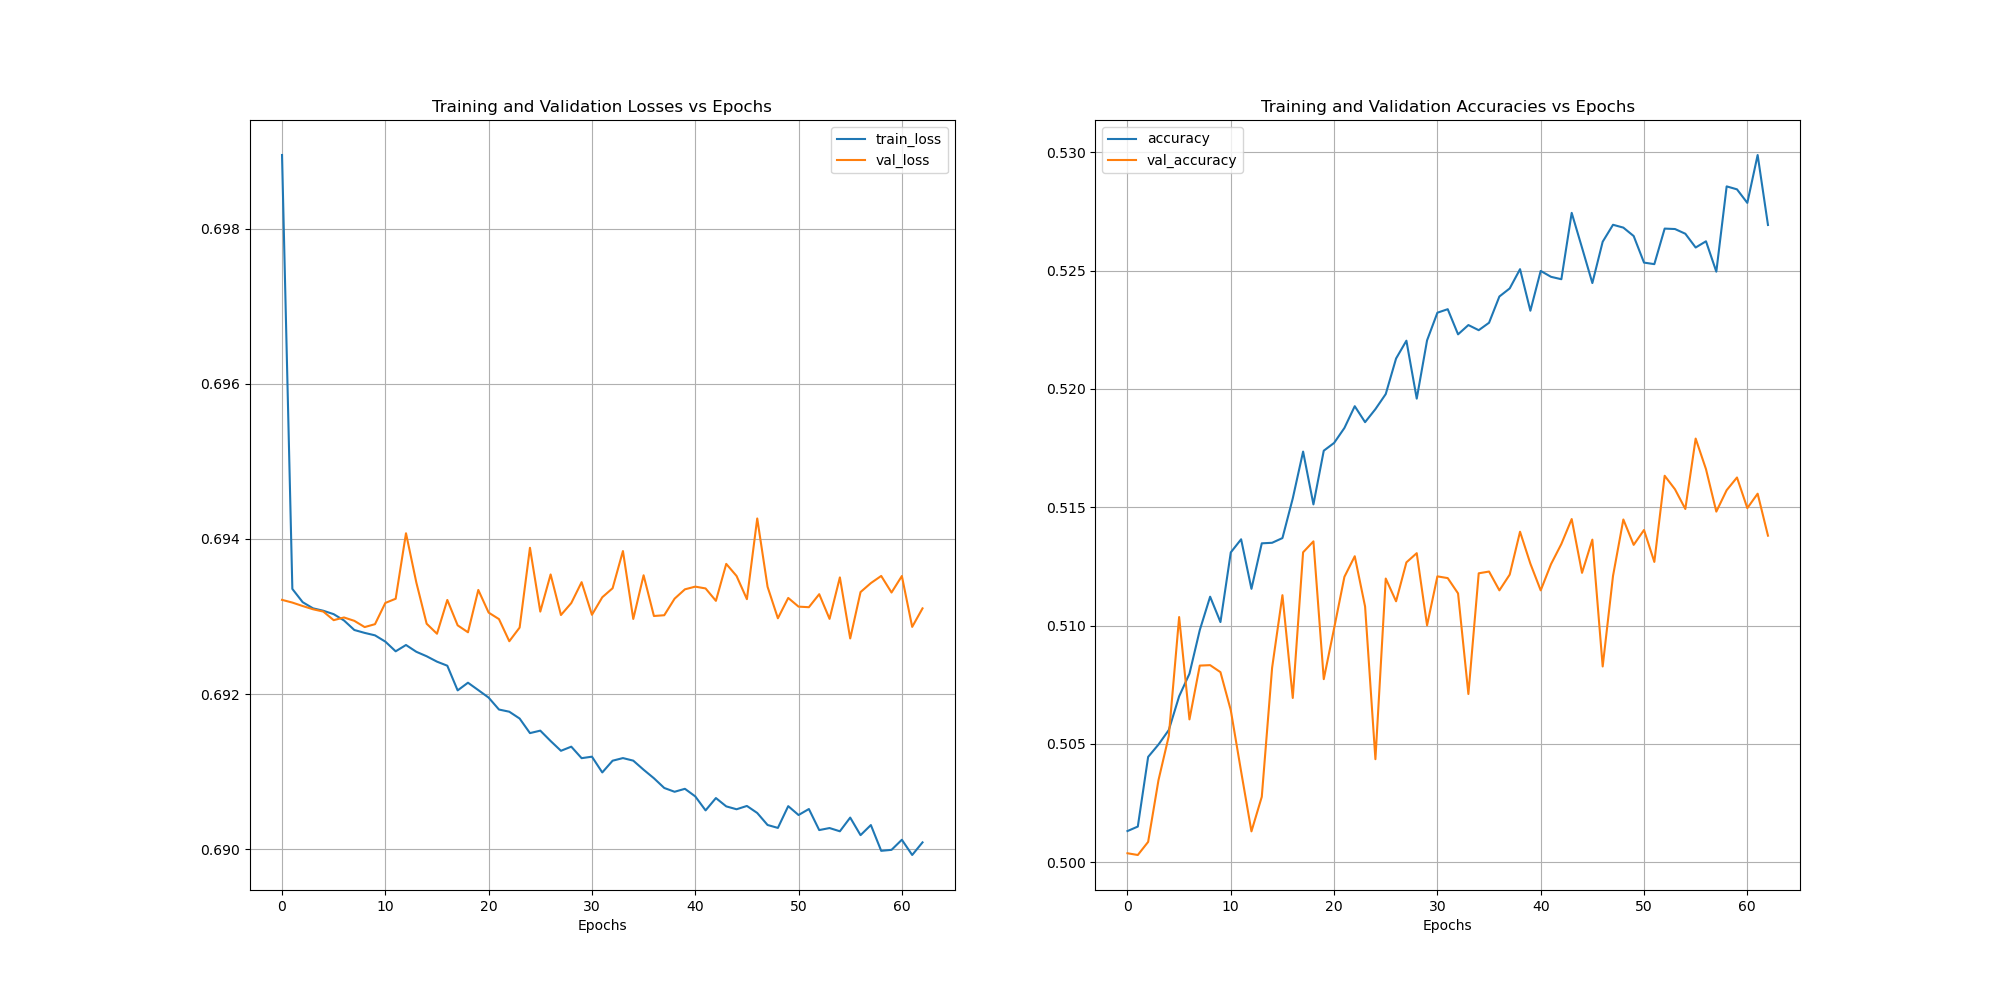 Training and Validation Losses vs Epochs
train_loss
val_loss
0.698
0.696
0.694
0.692
0.690
0 10 20 30 40 50 60
Epochs
Training and Validation Accuracies vs Epochs
accuracy
val_accuracy
0.530
0.525
0.520
0.515
0.510
0.505
0.500
0 10 20 30 40 50 60
Epochs